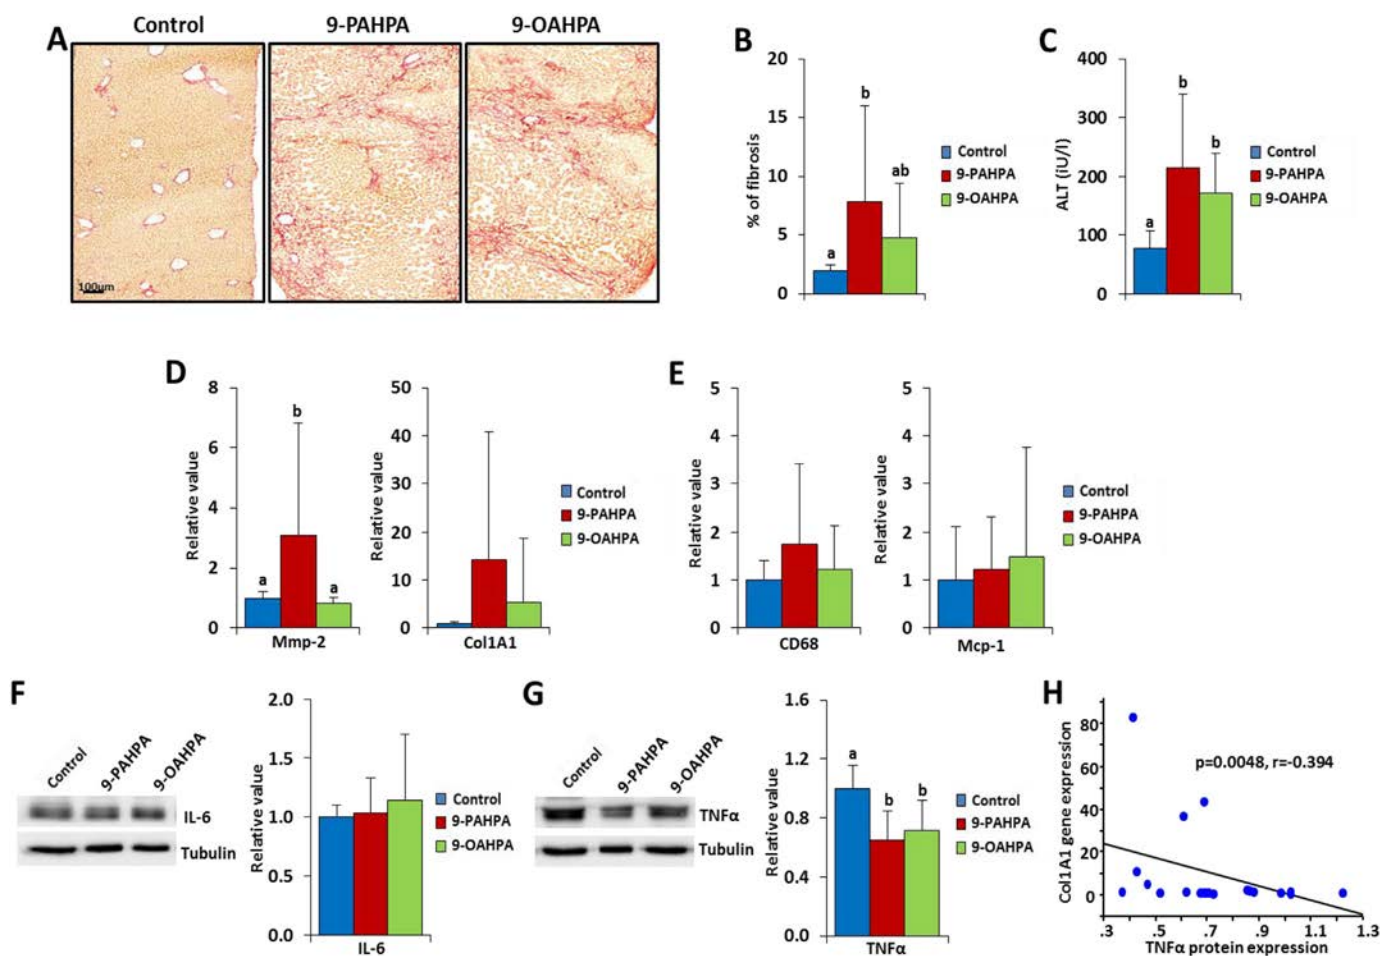 A
Control
9-PAHPA
9-OAHPA
100μm
B
% of fibrosis
20
15
10
5
0
a
b
ab
Control
9-PAHPA
9-OAHPA
C
ALT (iU/l)
400
300
200
100
0
a
b
b
Control
9-PAHPA
9-OAHPA
D
Relative value
8
6
4
2
0
a
b
a
Mmp-2
Relative value
50
40
30
20
10
0
Col1A1
Control
9-PAHPA
9-OAHPA
E
Relative value
5
4
3
2
1
0
CD68
Relative value
5
4
3
2
1
0
Mcp-1
Control
9-PAHPA
9-OAHPA
F
Control
9-PAHPA
9-OAHPA
IL-6
Tubulin
Relative value
2.0
1.5
1.0
0.5
0.0
IL-6
Control
9-PAHPA
9-OAHPA
G
Control
9-PAHPA
9-OAHPA
TNFα
Tubulin
Relative value
1.6
1.2
0.8
0.4
0.0
a
b
b
TNFα
Control
9-PAHPA
9-OAHPA
H
Col1A1 gene expression
80
60
40
20
0
p=0.0048, r=-0.394
.3 .5 .7 .9 1.1 1.3
TNFα protein expression